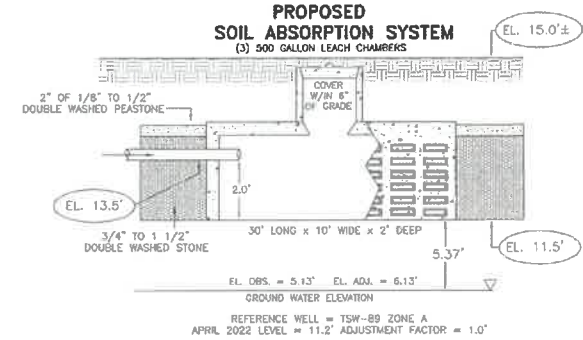 PROPOSED
SOIL ABSORPTION SYSTEM
(3) 500 GALLON LEACH CHAMBERS
EL. 15.0'±
COVER
W/IN 6"
OF GRADE
2" OF 1/8" TO 1/2"
DOUBLE WASHED PEASTONE
EL. 13.5'
2.0'
3/4" TO 1 1/2"
DOUBLE WASHED STONE
30' LONG x 10' WIDE x 2' DEEP
5.37'
EL. 11.5'
EL. OBS. = 5.13' EL. ADJ. = 6.13'
GROUND WATER ELEVATION
REFERENCE WELL = TSW-89 ZONE A
APRIL 2022 LEVEL = 11.2' ADJUSTMENT FACTOR = 1.0'